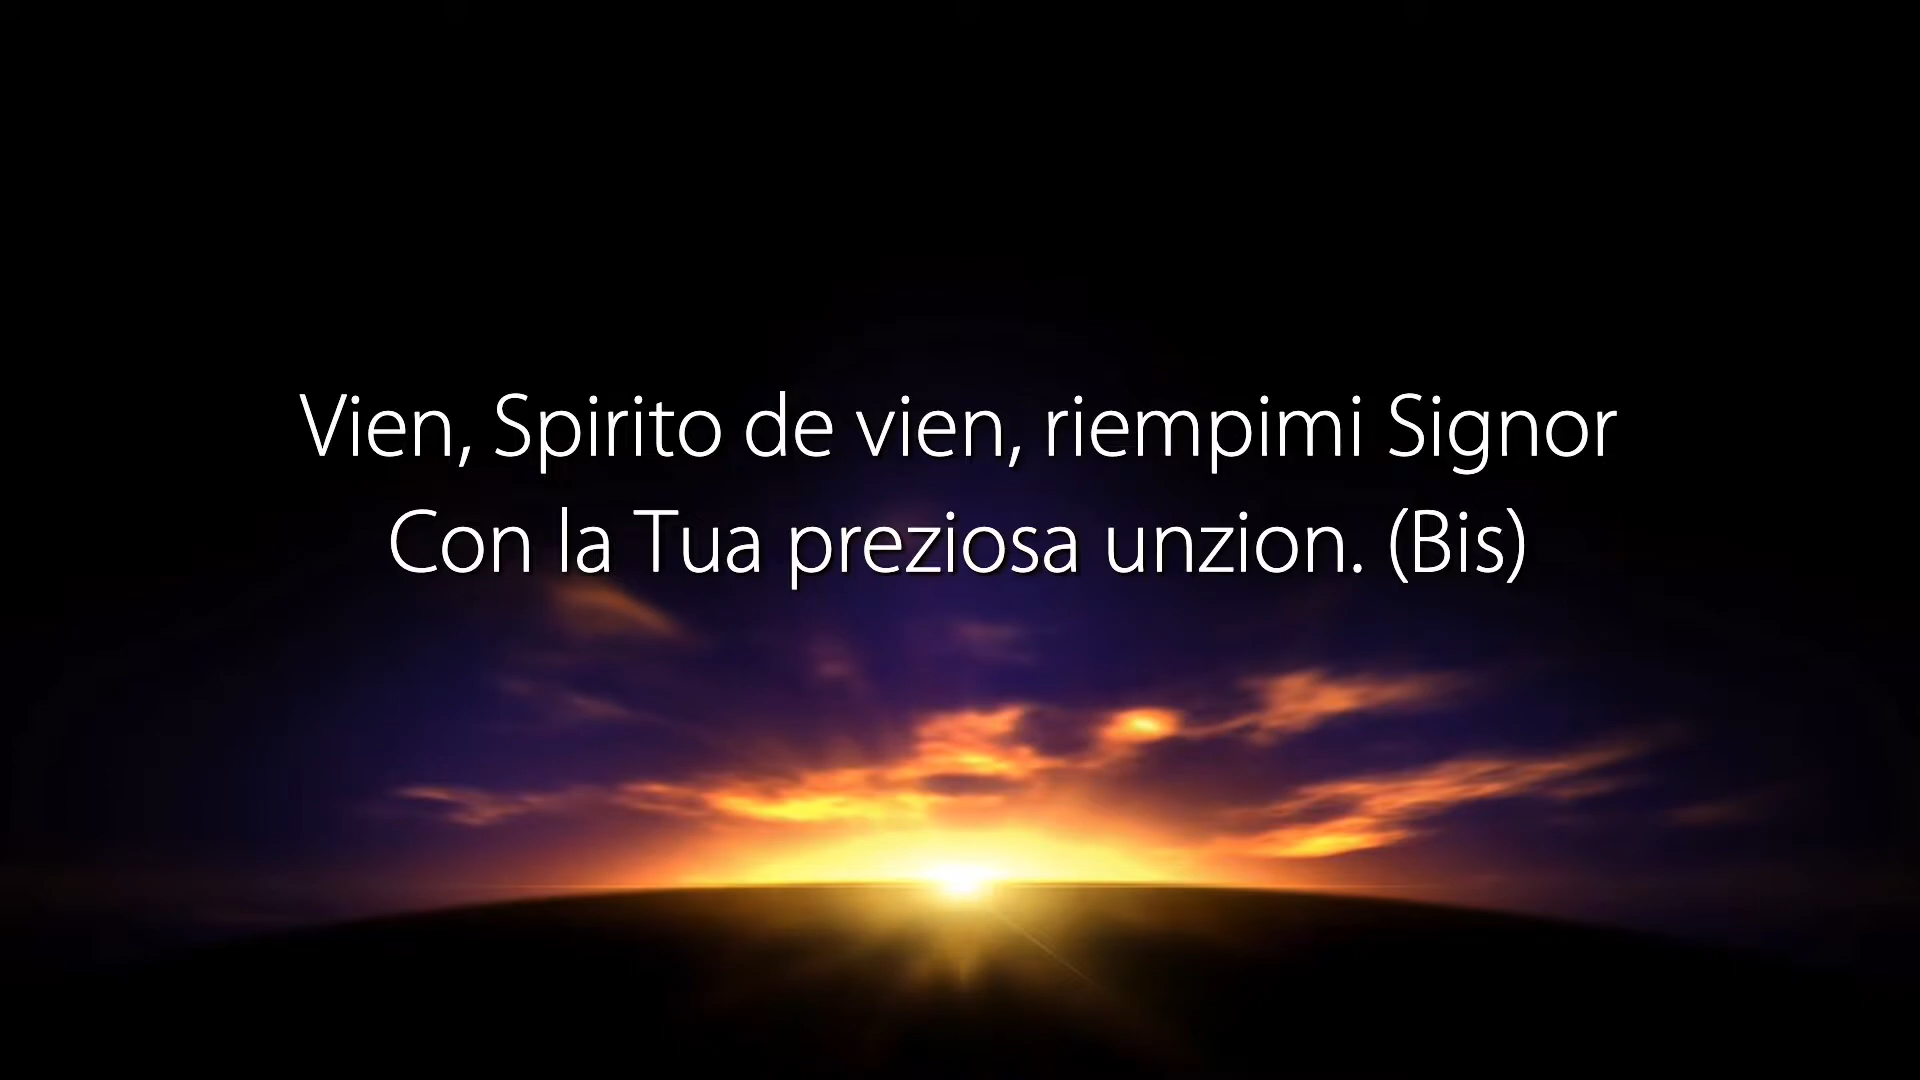 Vien, Spirito de vien, riempimi Signor
Con la Tua preziosa unzion. (Bis)